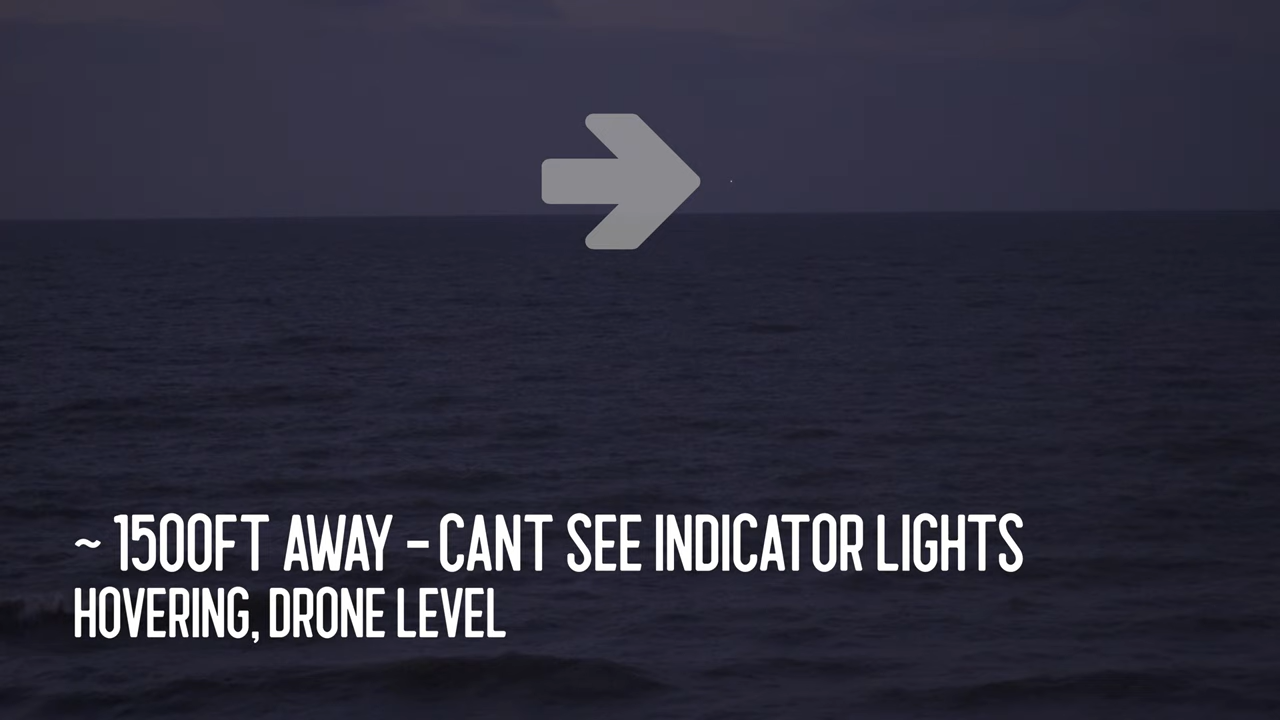 ~ 1500FT AWAY - CANT SEE INDICATOR LIGHTS
HOVERING, DRONE LEVEL